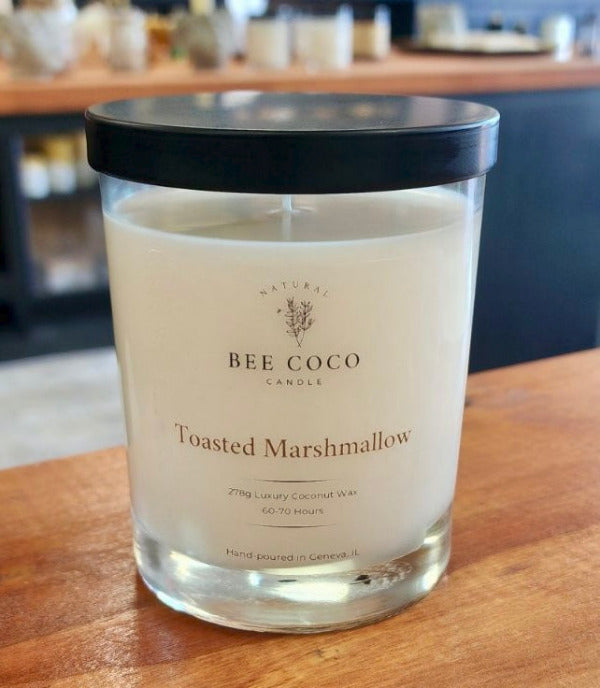 NATURAL
BEE COCO
CANDLE
Toasted Marshmallow
278g Luxury Coconut Wax
60-70 Hours
Hand-poured in Geneva, IL